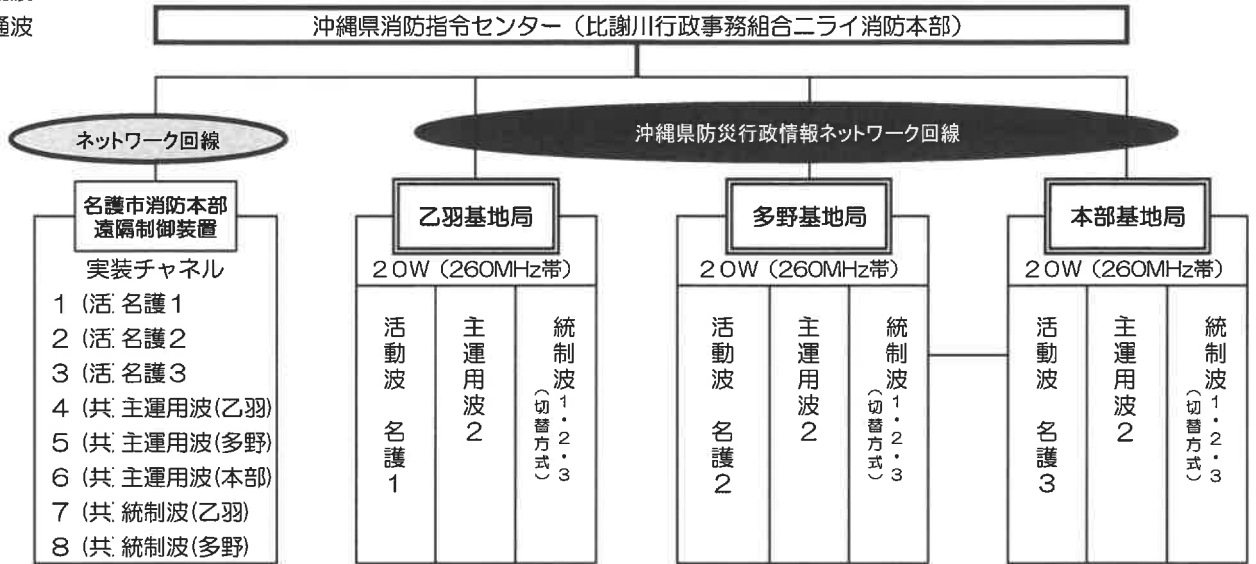 通波
沖縄県消防指令センター（比謝川行政事務組合ニライ消防本部）
ネットワーク回線
沖縄県防災行政情報ネットワーク回線
名護市消防本部
遠隔制御装置
実装チャネル
1 (活 名護1
2 (活 名護2
3 (活 名護3
4 (共 主運用波(乙羽)
5 (共 主運用波(多野)
6 (共 主運用波(本部)
7 (共 統制波(乙羽)
8 (共 統制波(多野)
乙羽基地局
20W（260MHz帯）
活動波 名護1
主運用波2
統制波1・2・3
（切替方式）
多野基地局
20W（260MHz帯）
活動波 名護2
主運用波2
統制波1・2・3
（切替方式）
本部基地局
20W（260MHz帯）
活動波 名護3
主運用波2
統制波1・2・3
（切替方式）